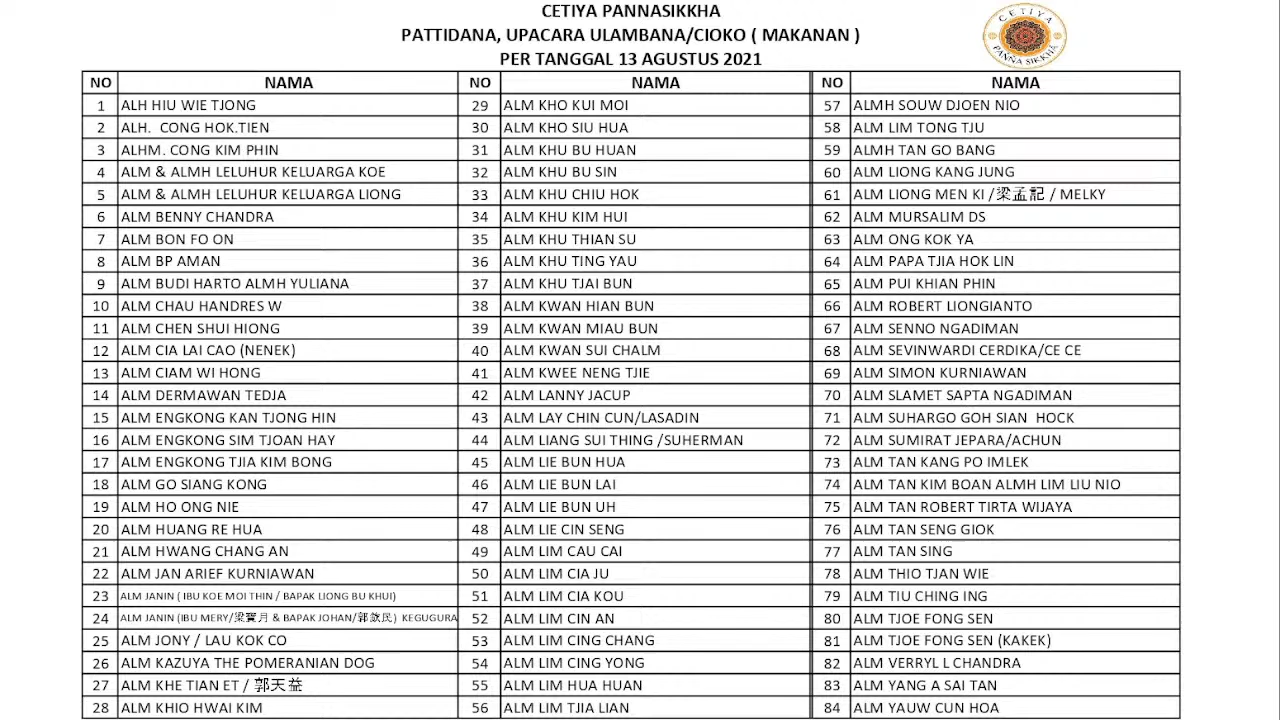 CETIYA PANNASIKKHA
PATTIDANA, UPACARA ULAMBANA/CIOKO ( MAKANAN )
PER TANGGAL 13 AGUSTUS 2021
CETIYA
PANNA SIKKHA
NO NAMA NO NAMA NO NAMA
1 ALH HIU WIE TJONG 29 ALM KHO KUI MOI 57 ALMH SOUW DJOEN NIO
2 ALH. CONG HOK.TIEN 30 ALM KHO SIU HUA 58 ALM LIM TONG TJU
3 ALHM. CONG KIM PHIN 31 ALM KHU BU HUAN 59 ALMH TAN GO BANG
4 ALM & ALMH LELUHUR KELUARGA KOE 32 ALM KHU BU SIN 60 ALM LIONG KANG JUNG
5 ALM & ALMH LELUHUR KELUARGA LIONG 33 ALM KHU CHIU HOK 61 ALM LIONG MEN KI /梁孟記 / MELKY
6 ALM BENNY CHANDRA 34 ALM KHU KIM HUI 62 ALM MURSALIM DS
7 ALM BON FO ON 35 ALM KHU THIAN SU 63 ALM ONG KOK YA
8 ALM BP AMAN 36 ALM KHU TING YAU 64 ALM PAPA TJIA HOK LIN
9 ALM BUDI HARTO ALMH YULIANA 37 ALM KHU TJAI BUN 65 ALM PUI KHIAN PHIN
10 ALM CHAU HANDRES W 38 ALM KWAN HIAN BUN 66 ALM ROBERT LIONGIANTO
11 ALM CHEN SHUI HIONG 39 ALM KWAN MIAU BUN 67 ALM SENNO NGADIMAN
12 ALM CIA LAI CAO (NENEK) 40 ALM KWAN SUI CHALM 68 ALM SEVINWARDI CERDIKA/CE CE
13 ALM CIAM WI HONG 41 ALM KWEE NENG TJIE 69 ALM SIMON KURNIAWAN
14 ALM DERMAWAN TEDJA 42 ALM LANNY JACUP 70 ALM SLAMET SAPTA NGADIMAN
15 ALM ENGKONG KAN TJONG HIN 43 ALM LAY CHIN CUN/LASADIN 71 ALM SUHARGO GOH SIAN HOCK
16 ALM ENGKONG SIM TJOAN HAY 44 ALM LIANG SUI THING /SUHERMAN 72 ALM SUMIRAT JEPARA/ACHUN
17 ALM ENGKONG TJIA KIM BONG 45 ALM LIE BUN HUA 73 ALM TAN KANG PO IMLEK
18 ALM GO SIANG KONG 46 ALM LIE BUN LAI 74 ALM TAN KIM BOAN ALMH LIM LIU NIO
19 ALM HO ONG NIE 47 ALM LIE BUN UH 75 ALM TAN ROBERT TIRTA WIJAYA
20 ALM HUANG RE HUA 48 ALM LIE CIN SENG 76 ALM TAN SENG GIOK
21 ALM HWANG CHANG AN 49 ALM LIM CAU CAI 77 ALM TAN SING
22 ALM JAN ARIEF KURNIAWAN 50 ALM LIM CIA JU 78 ALM THIO TJAN WIE
23 ALM JANIN ( IBU KOE MOI THIN / BAPAK LIONG BU KHUI) 51 ALM LIM CIA KOU 79 ALM TIU CHING ING
24 ALM JANIN (IBU MERY/梁寶月 & BAPAK JOHAN/郭歛民) KEGUGURA 52 ALM LIM CIN AN 80 ALM TJOE FONG SEN
25 ALM JONY / LAU KOK CO 53 ALM LIM CING CHANG 81 ALM TJOE FONG SEN (KAKEK)
26 ALM KAZUYA THE POMERANIAN DOG 54 ALM LIM CING YONG 82 ALM VERRYL L CHANDRA
27 ALM KHE TIAN ET / 郭天益 55 ALM LIM HUA HUAN 83 ALM YANG A SAI TAN
28 ALM KHIO HWAI KIM 56 ALM LIM TJIA LIAN 84 ALM YAUW CUN HOA